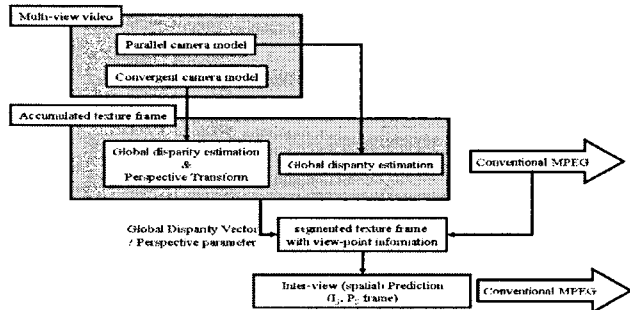 Multi-view video
Parallel camera model
Convergent camera model
Accumulated texture frame
Global disparity estimation
&
Perspective Transform
Global disparity estimation
Conventional MPEG
Global Disparity Vector
/ Perspective parameter
segmented texture frame
with view-point information
Inter-view (spatial) Prediction
frame)
Conventional MPEG